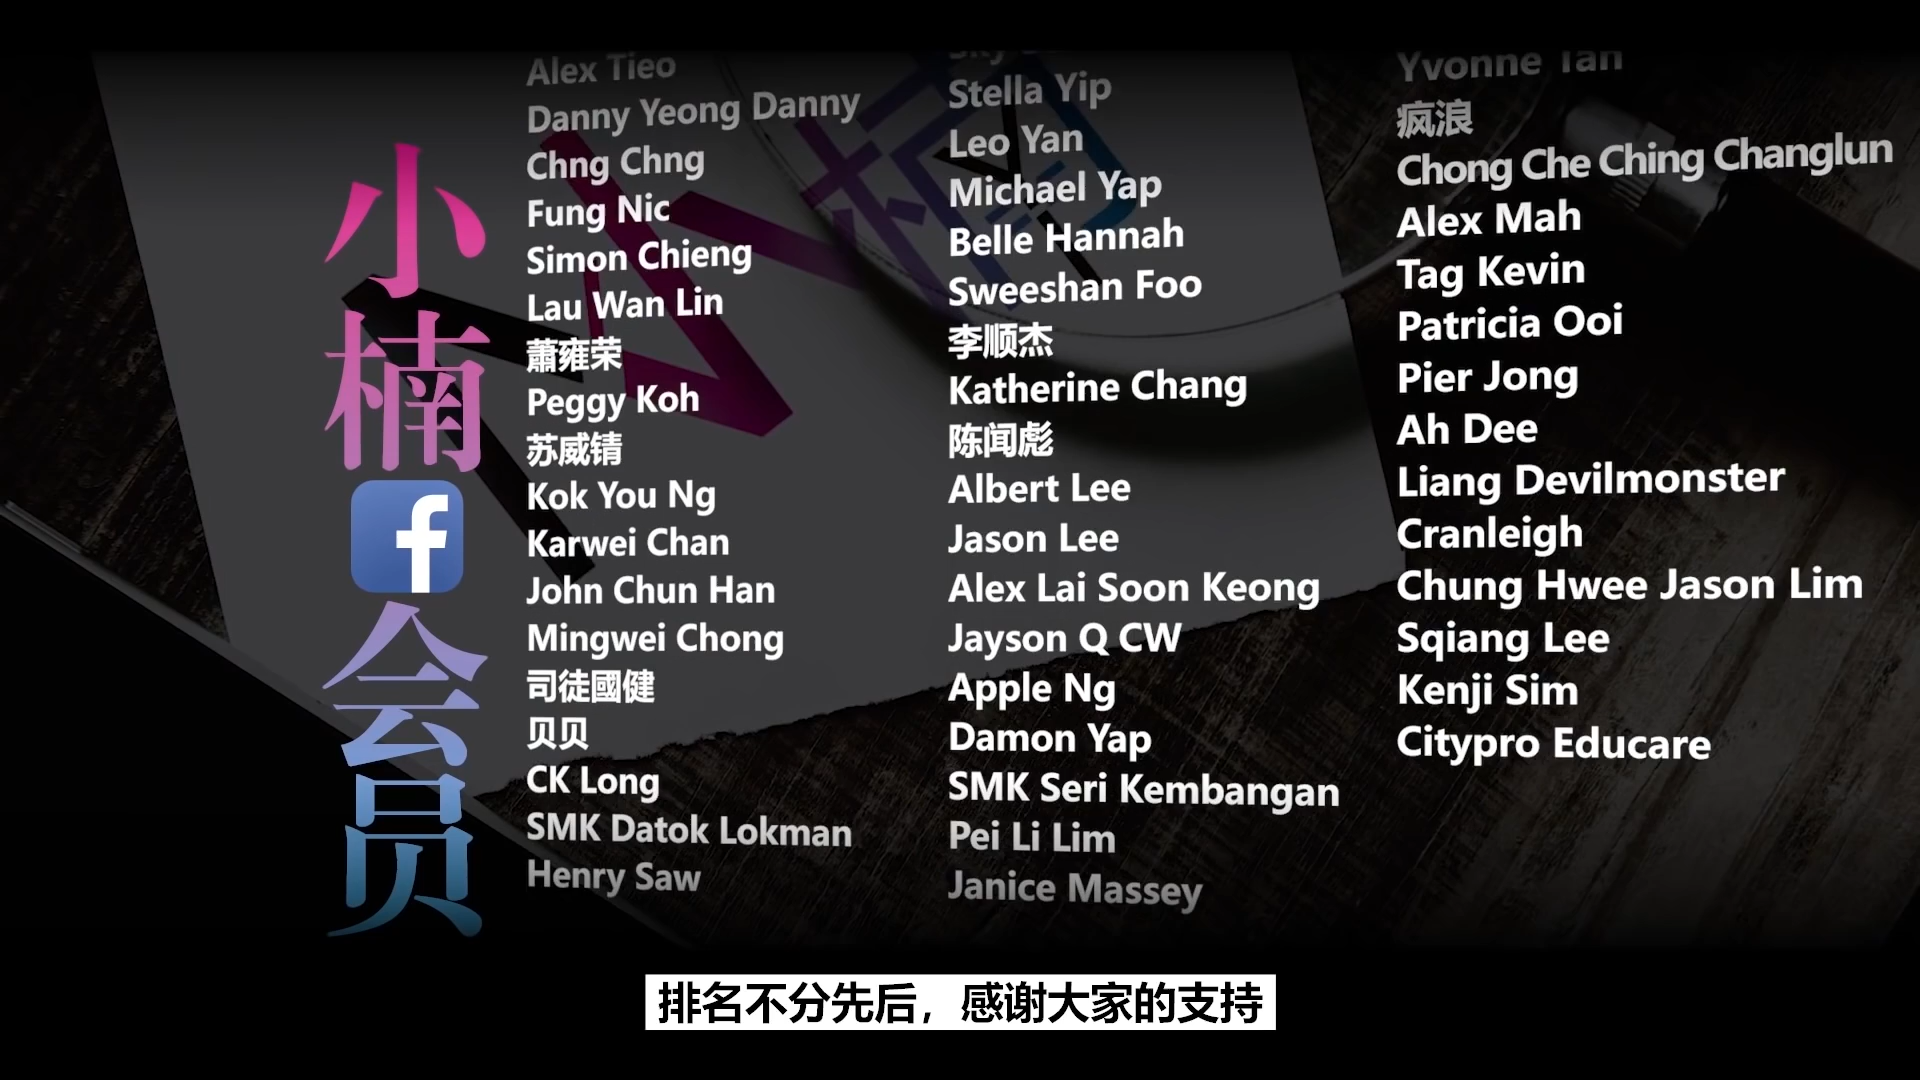 小楠
f
会员
Alex Tieo
Danny Yeong Danny
Chng Chng
Fung Nic
Simon Chieng
Lau Wan Lin
蕭雍荣
Peggy Koh
苏威锖
Kok You Ng
Karwei Chan
John Chun Han
Mingwei Chong
司徒國健
贝贝
CK Long
SMK Datok Lokman
Henry Saw
Stella Yip
Leo Yan
Michael Yap
Belle Hannah
Sweeshan Foo
李顺杰
Katherine Chang
陈闻彪
Albert Lee
Jason Lee
Alex Lai Soon Keong
Jayson Q CW
Apple Ng
Damon Yap
SMK Seri Kembangan
Pei Li Lim
Janice Massey
Yvonne Tan
疯浪
Chong Che Ching Changlun
Alex Mah
Tag Kevin
Patricia Ooi
Pier Jong
Ah Dee
Liang Devilmonster
Cranleigh
Chung Hwee Jason Lim
Sqiang Lee
Kenji Sim
Citypro Educare
排名不分先后，感谢大家的支持